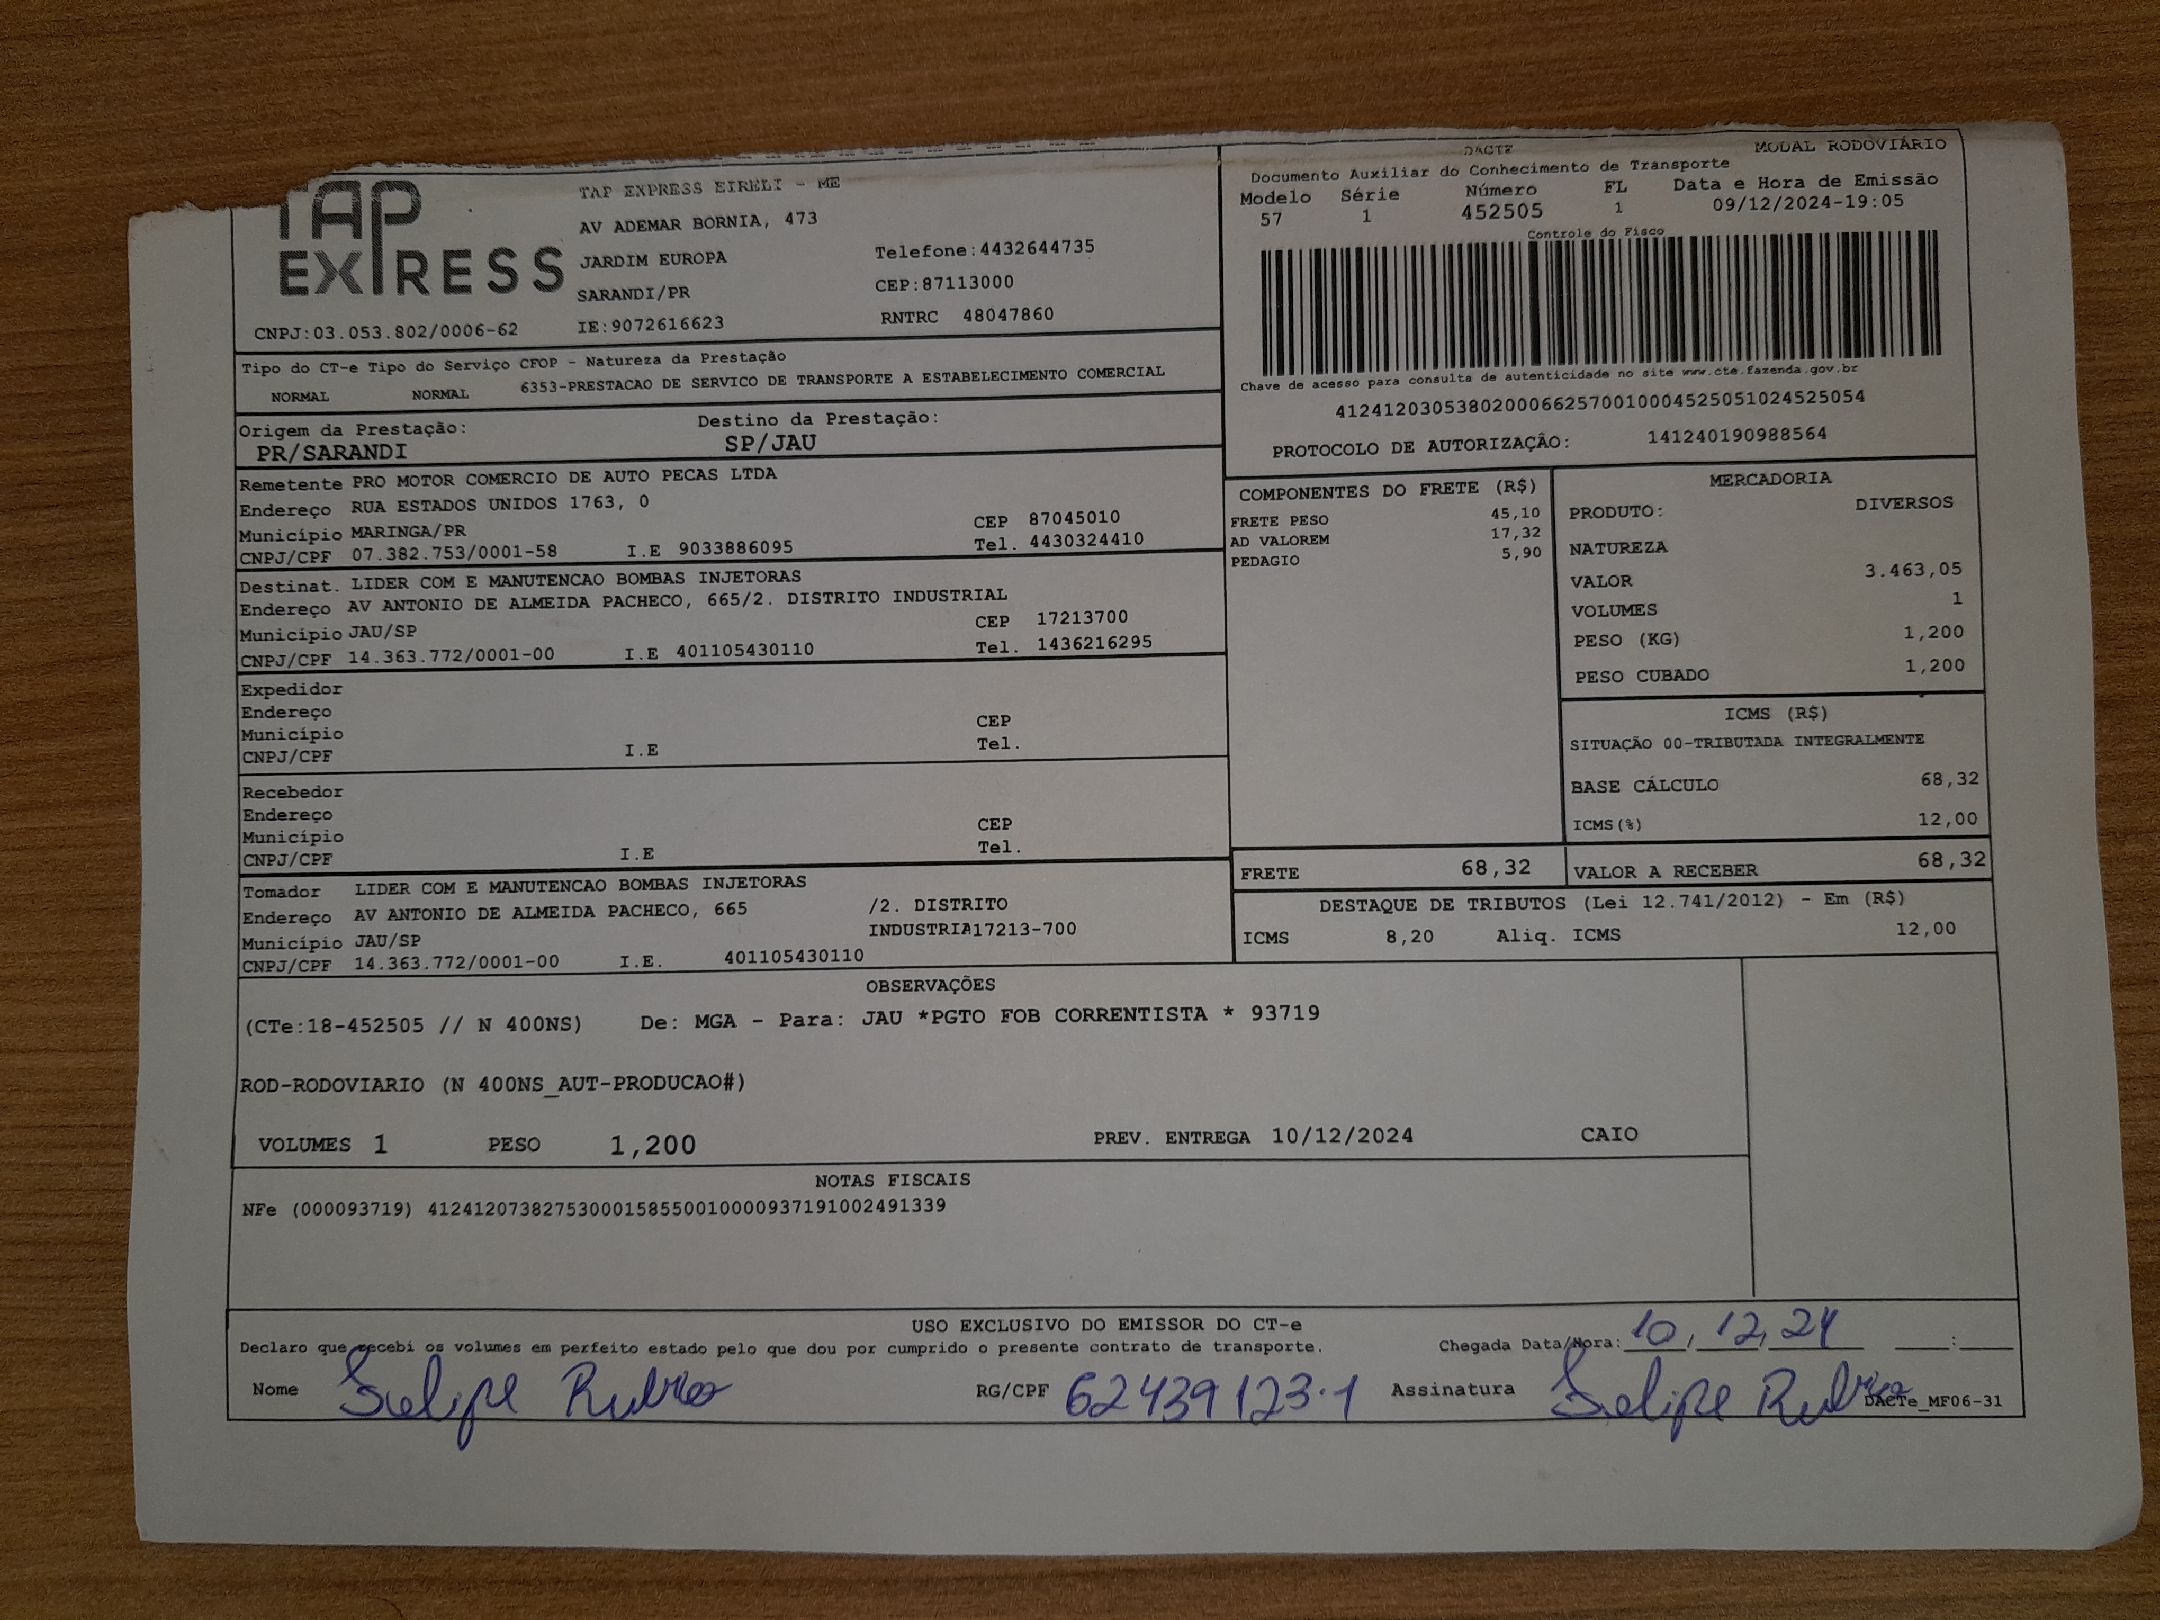 TAP EXPRESS
TAP EXPRESS EIRELI - ME
AV ADEMAR BORNIA, 473
JARDIM EUROPA Telefone:4432644735
SARANDI/PR CEP:87113000
CNPJ:03.053.802/0006-62 IE:9072616623 RNTRC 48047860
DACTE MODAL RODOVIÁRIO
Documento Auxiliar do Conhecimento de Transporte
Modelo Série Número FL Data e Hora de Emissão
57 1 452505 1 09/12/2024-19:05
Controle do Fisco
Chave de acesso para consulta de autenticidade no site www.cte.fazenda.gov.br
41241203053802000662570010004525051024525054
PROTOCOLO DE AUTORIZAÇÃO: 141240190988564
Tipo do CT-e Tipo do Serviço CFOP - Natureza da Prestação
NORMAL NORMAL 6353-PRESTACAO DE SERVICO DE TRANSPORTE A ESTABELECIMENTO COMERCIAL
Origem da Prestação: Destino da Prestação:
PR/SARANDI SP/JAU
Remetente PRO MOTOR COMERCIO DE AUTO PECAS LTDA
Endereço RUA ESTADOS UNIDOS 1763, 0
Município MARINGA/PR CEP 87045010
CNPJ/CPF 07.382.753/0001-58 I.E 9033886095 Tel. 4430324410
Destinat. LIDER COM E MANUTENCAO BOMBAS INJETORAS
Endereço AV ANTONIO DE ALMEIDA PACHECO, 665/2. DISTRITO INDUSTRIAL
Município JAU/SP CEP 17213700
CNPJ/CPF 14.363.772/0001-00 I.E 401105430110 Tel. 1436216295
Expedidor
Endereço
Município CEP
CNPJ/CPF I.E Tel.
Recebedor
Endereço
Município CEP
CNPJ/CPF I.E Tel.
Tomador LIDER COM E MANUTENCAO BOMBAS INJETORAS
Endereço AV ANTONIO DE ALMEIDA PACHECO, 665 /2. DISTRITO
Município JAU/SP INDUSTRIA17213-700
CNPJ/CPF 14.363.772/0001-00 I.E. 401105430110
COMPONENTES DO FRETE (R$)
FRETE PESO 45,10
AD VALOREM 17,32
PEDAGIO 5,90
MERCADORIA
PRODUTO: DIVERSOS
NATUREZA
VALOR 3.463,05
VOLUMES 1
PESO (KG) 1,200
PESO CUBADO 1,200
ICMS (R$)
SITUAÇÃO 00-TRIBUTADA INTEGRALMENTE
BASE CÁLCULO 68,32
ICMS(%) 12,00
FRETE 68,32 VALOR A RECEBER 68,32
DESTAQUE DE TRIBUTOS (Lei 12.741/2012) - Em (R$)
ICMS 8,20 Aliq. ICMS 12,00
OBSERVAÇÕES
(CTe:18-452505 // N 400NS) De: MGA - Para: JAU *PGTO FOB CORRENTISTA * 93719
ROD-RODOVIARIO (N 400NS_AUT-PRODUCAO#)
VOLUMES 1 PESO 1,200 PREV. ENTREGA 10/12/2024 CAIO
NOTAS FISCAIS
NFe (000093719) 41241207382753000158550010000937191002491339
USO EXCLUSIVO DO EMISSOR DO CT-e
Declaro que recebi os volumes em perfeito estado pelo que dou por cumprido o presente contrato de transporte. Chegada Data/Hora: 10, 12, 24 :
Nome Felipe Rubio RG/CPF 62439123-1 Assinatura Felipe Rubio DACTe_MF06-31